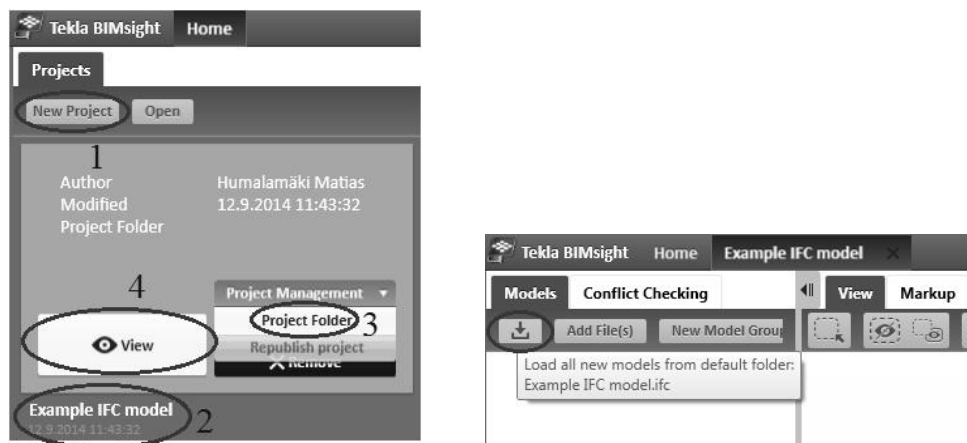 Tekla BIMsight Home
Projects
New Project Open
1
Author Humalamäki Matias
Modified 12.9.2014 11:43:32
Project Folder
4
Project Management
Project Folder 3
View Republish project
Remove
Example IFC model
2
12.9.2014 11:43:32
Tekla BIMsight Home Example IFC model
Models Conflict Checking View Markup
Add File(s) New Model Grou
Load all new models from default folder:
Example IFC model.ifc